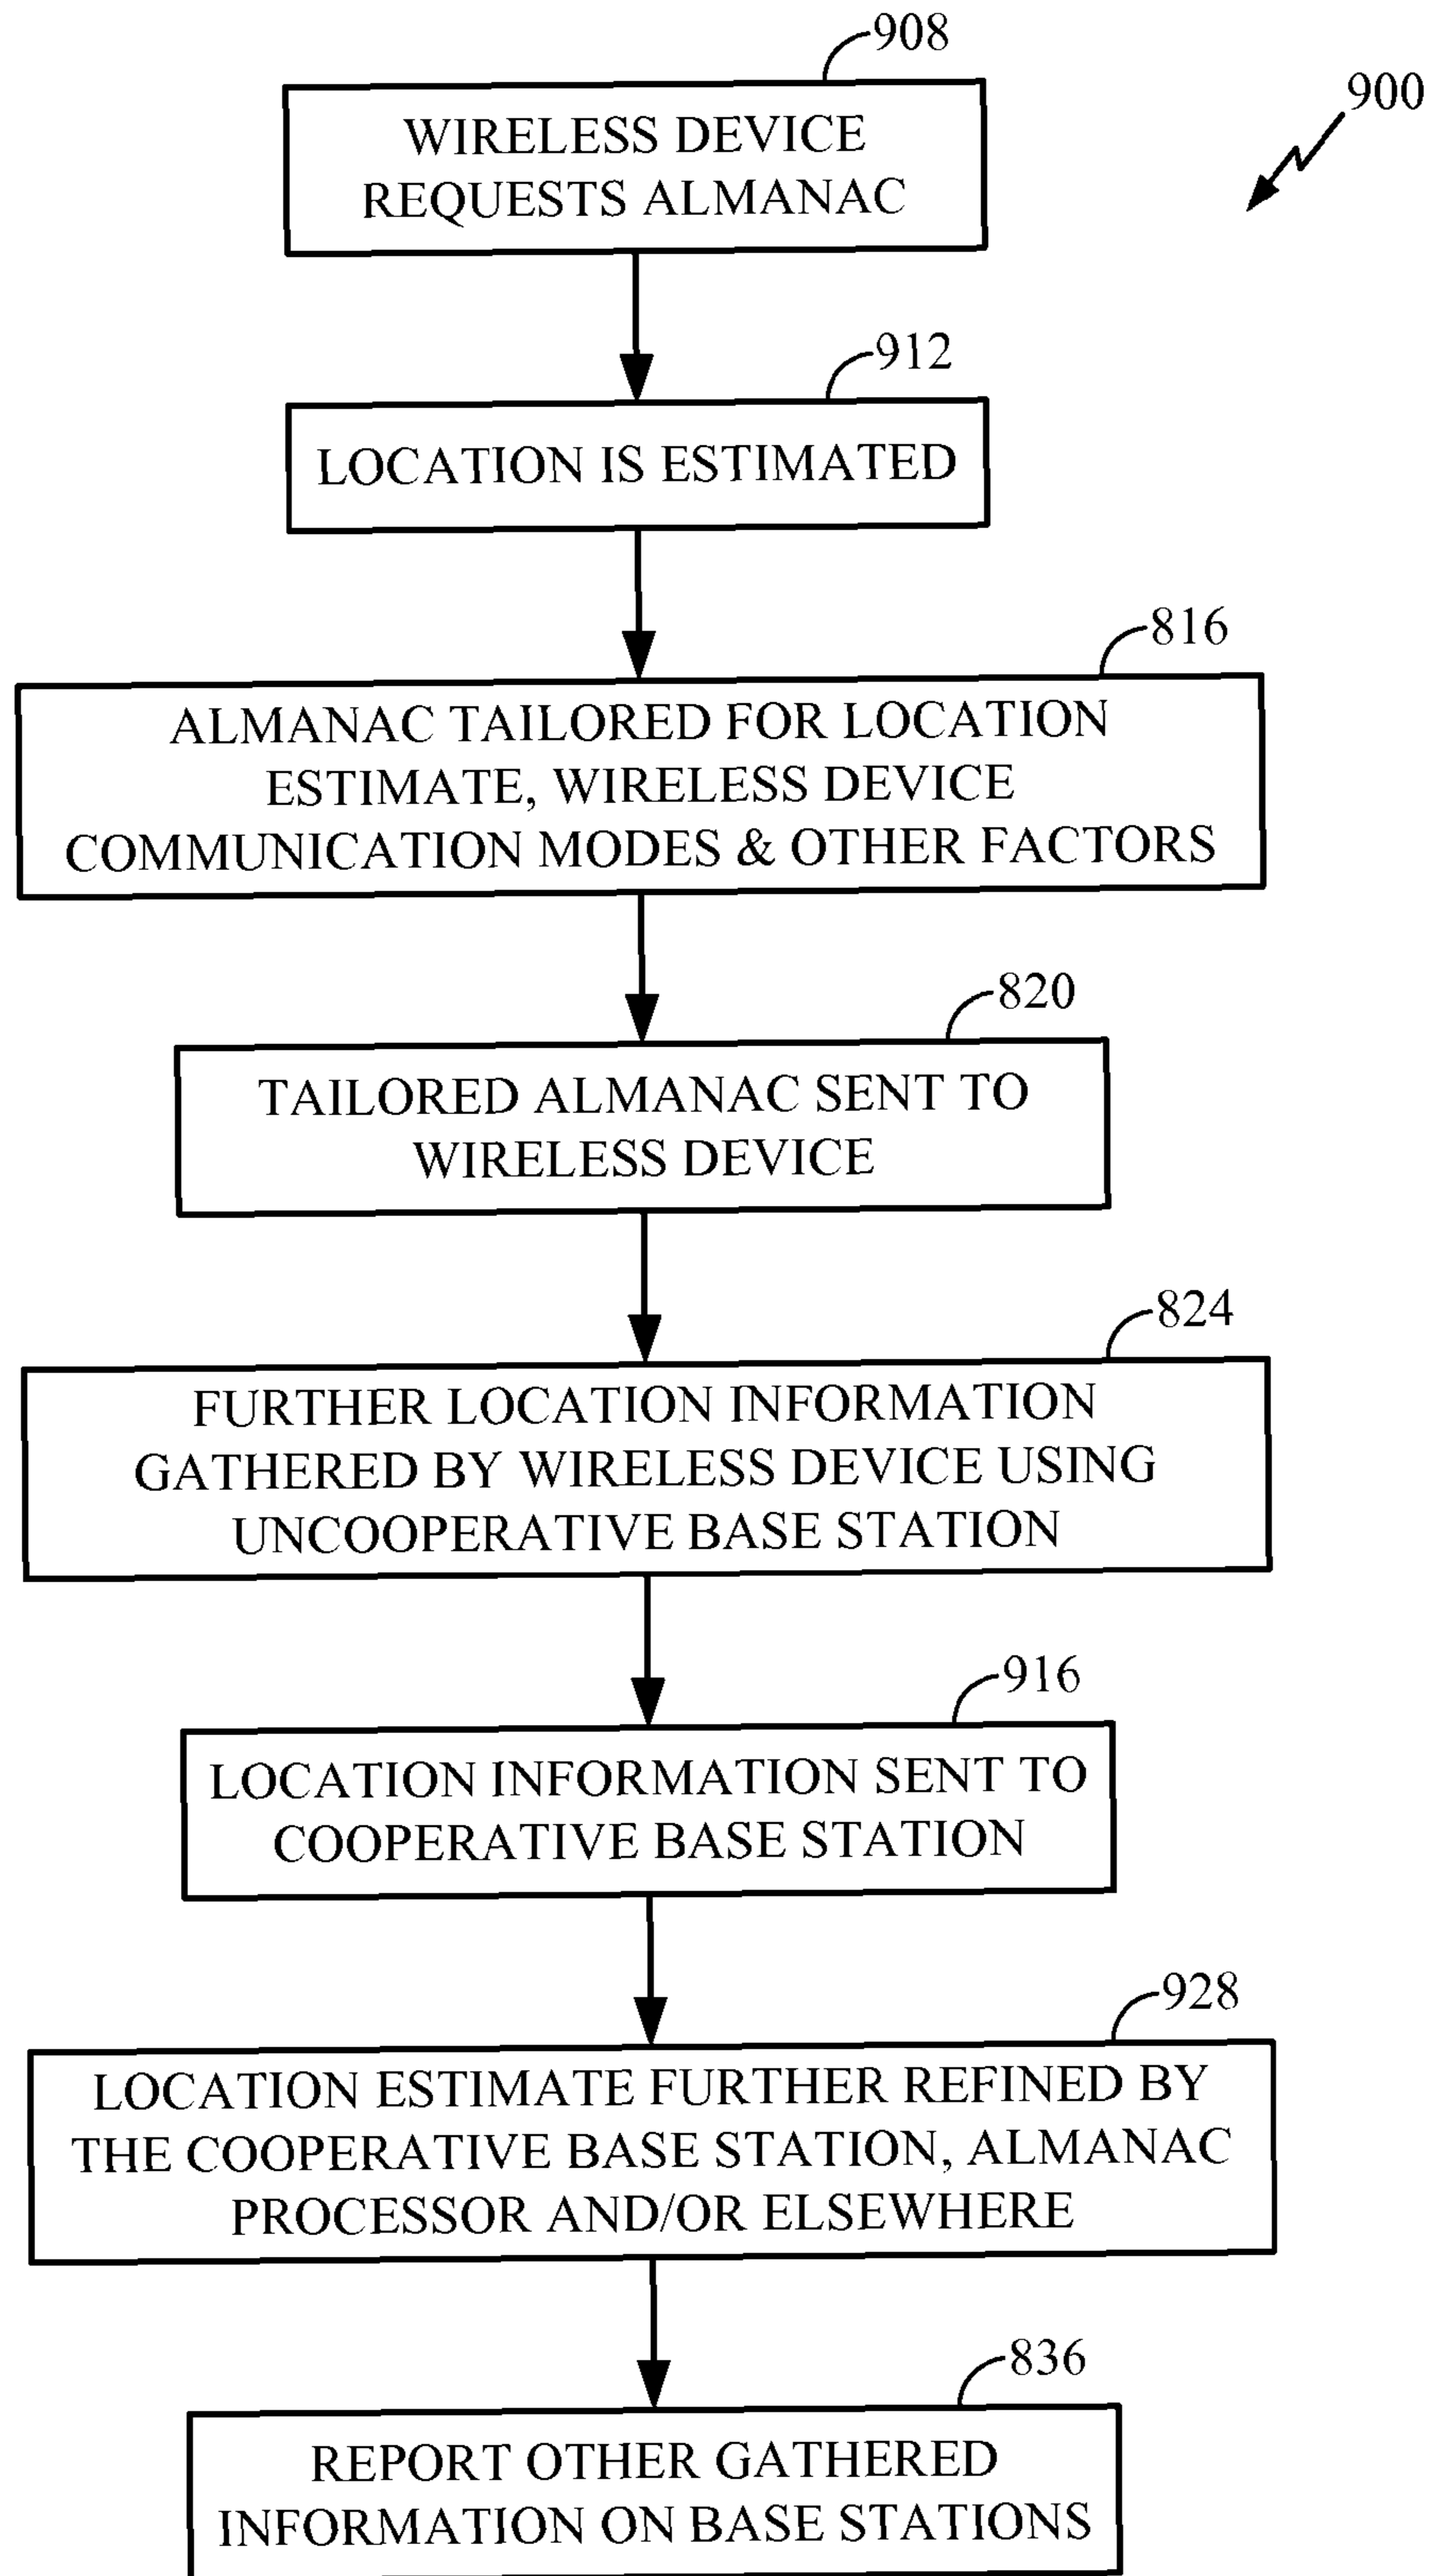 908
900
WIRELESS DEVICE
REQUESTS ALMANAC
912
LOCATION IS ESTIMATED
816
ALMANAC TAILORED FOR LOCATION
ESTIMATE, WIRELESS DEVICE
COMMUNICATION MODES & OTHER FACTORS
820
TAILORED ALMANAC SENT TO
WIRELESS DEVICE
824
FURTHER LOCATION INFORMATION
GATHERED BY WIRELESS DEVICE USING
UNCOOPERATIVE BASE STATION
916
LOCATION INFORMATION SENT TO
COOPERATIVE BASE STATION
928
LOCATION ESTIMATE FURTHER REFINED BY
THE COOPERATIVE BASE STATION, ALMANAC
PROCESSOR AND/OR ELSEWHERE
836
REPORT OTHER GATHERED
INFORMATION ON BASE STATIONS